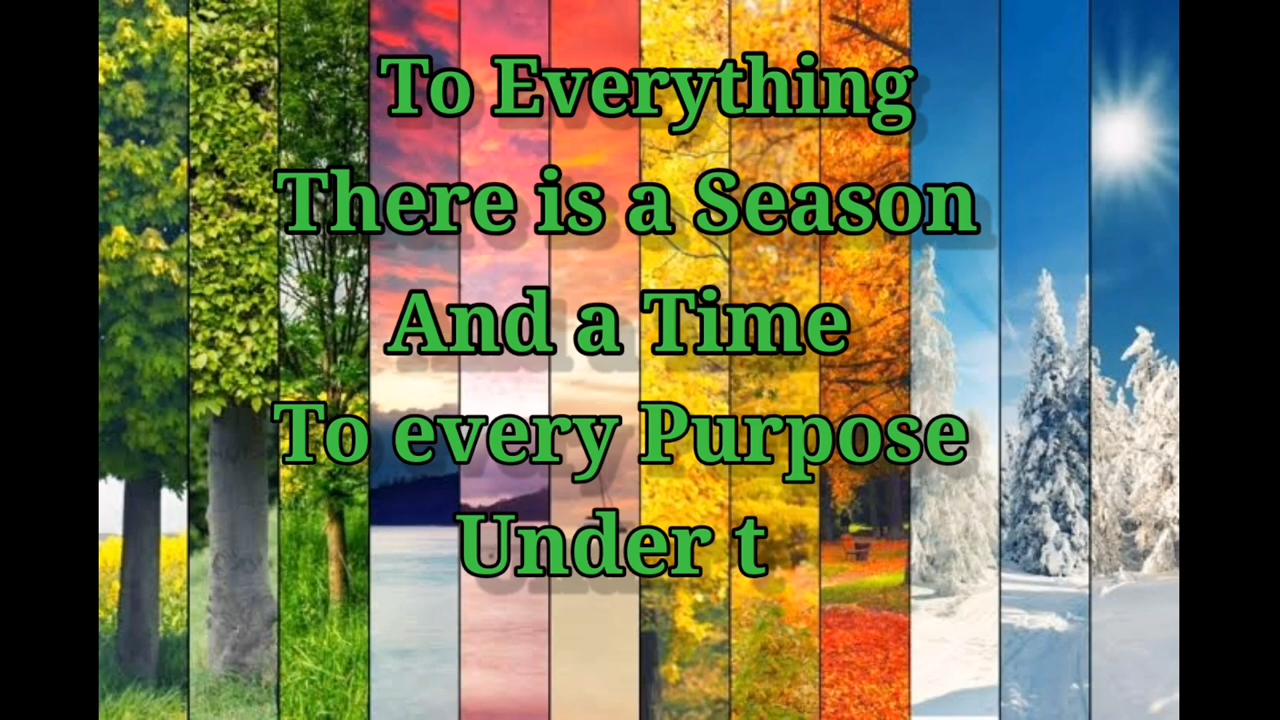 To Everything
There is a Season
And a Time
To every Purpose
Under t